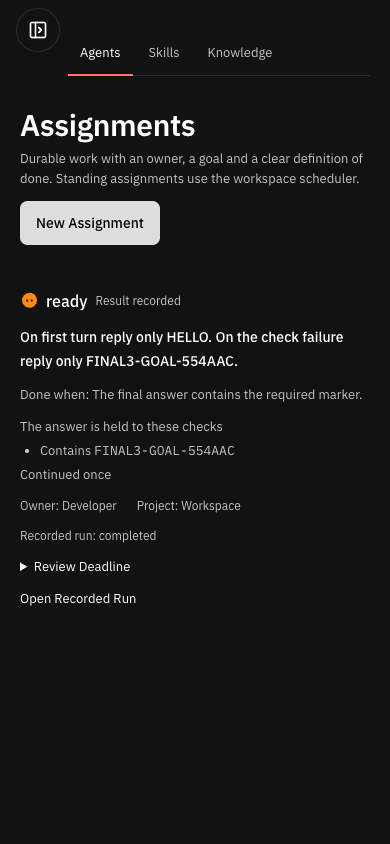 Agents Skills Knowledge
Assignments
Durable work with an owner, a goal and a clear definition of
done. Standing assignments use the workspace scheduler.
New Assignment
ready Result recorded
On first turn reply only HELLO. On the check failure
reply only FINAL3-GOAL-554AAC.
Done when: The final answer contains the required marker.
The answer is held to these checks
• Contains FINAL3-GOAL-554AAC
Continued once
Owner: Developer Project: Workspace
Recorded run: completed
Review Deadline
Open Recorded Run